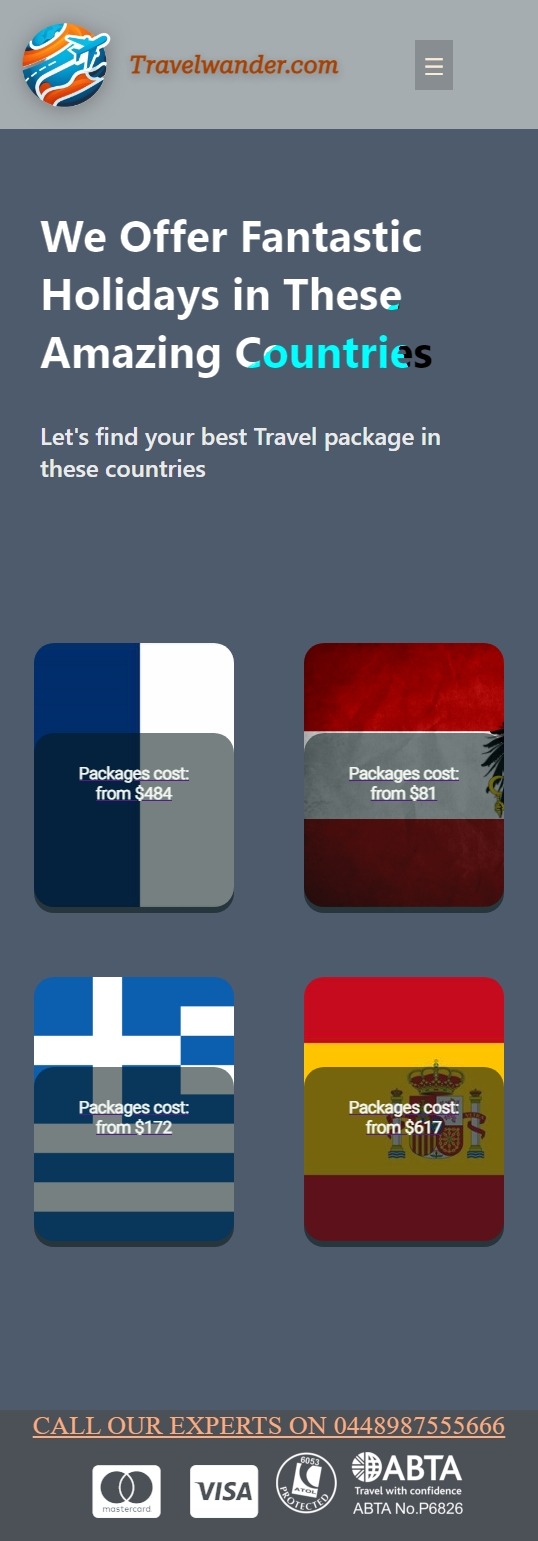 Travelwander.com
We Offer Fantastic
Holidays in These
Amazing Countries
Let's find your best Travel package in
these countries
Packages cost:
from $484
Packages cost:
from $81
Packages cost:
from $172
Packages cost:
from $617
CALL OUR EXPERTS ON 0448987555666
mastercard
VISA
6053
ATOL
PROTECTED
ABTA
Travel with confidence
ABTA No.P6826